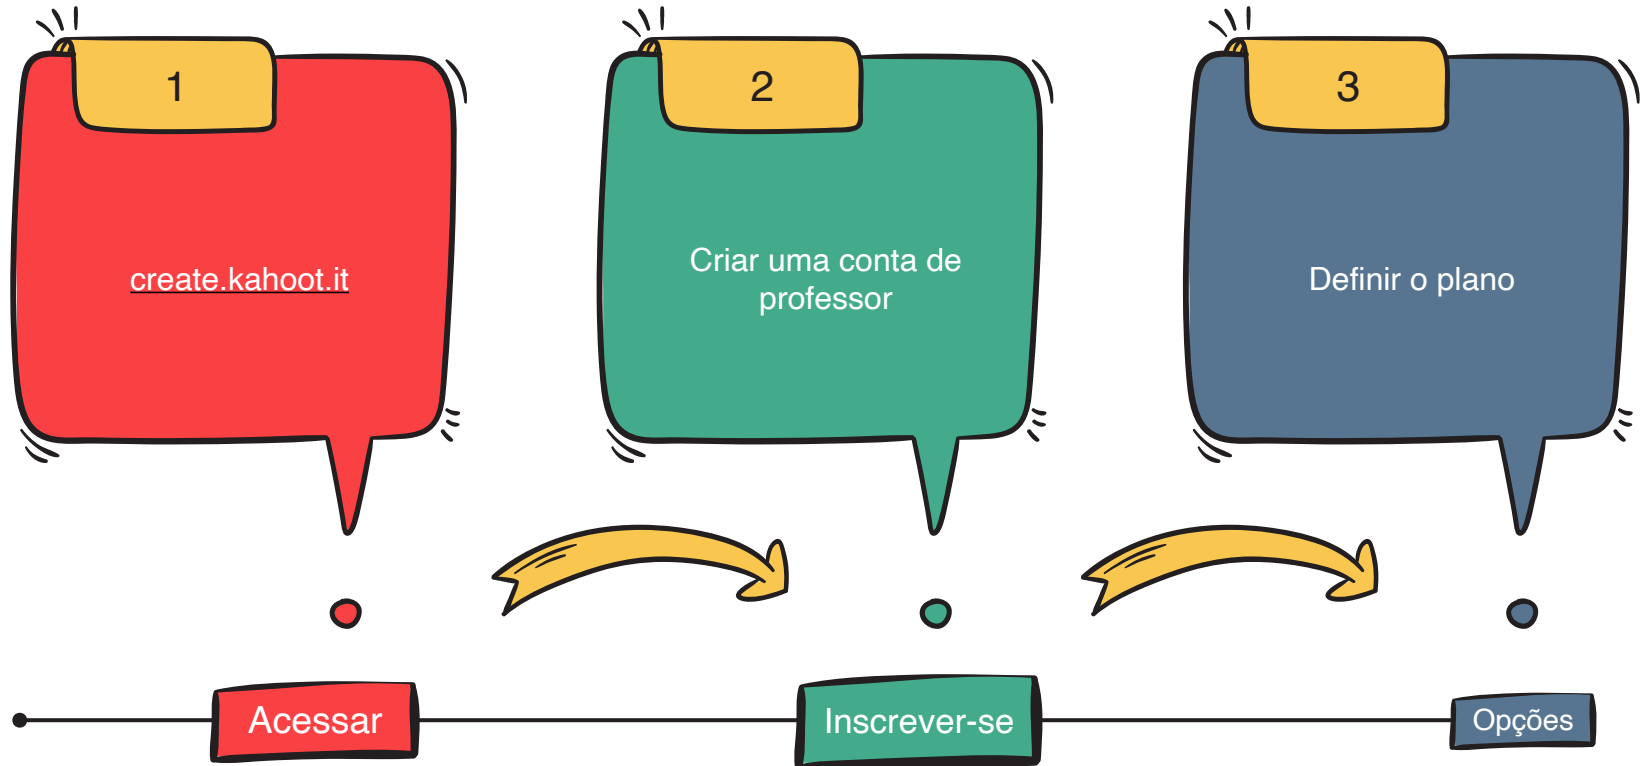 1
create.kahoot.it
2
Criar uma conta de
professor
3
Definir o plano
Acessar
Inscrever-se
Opções